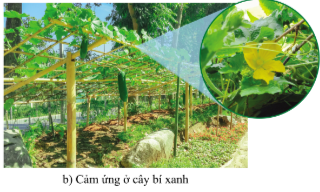 b) Cảm ứng ở cây bí xanh